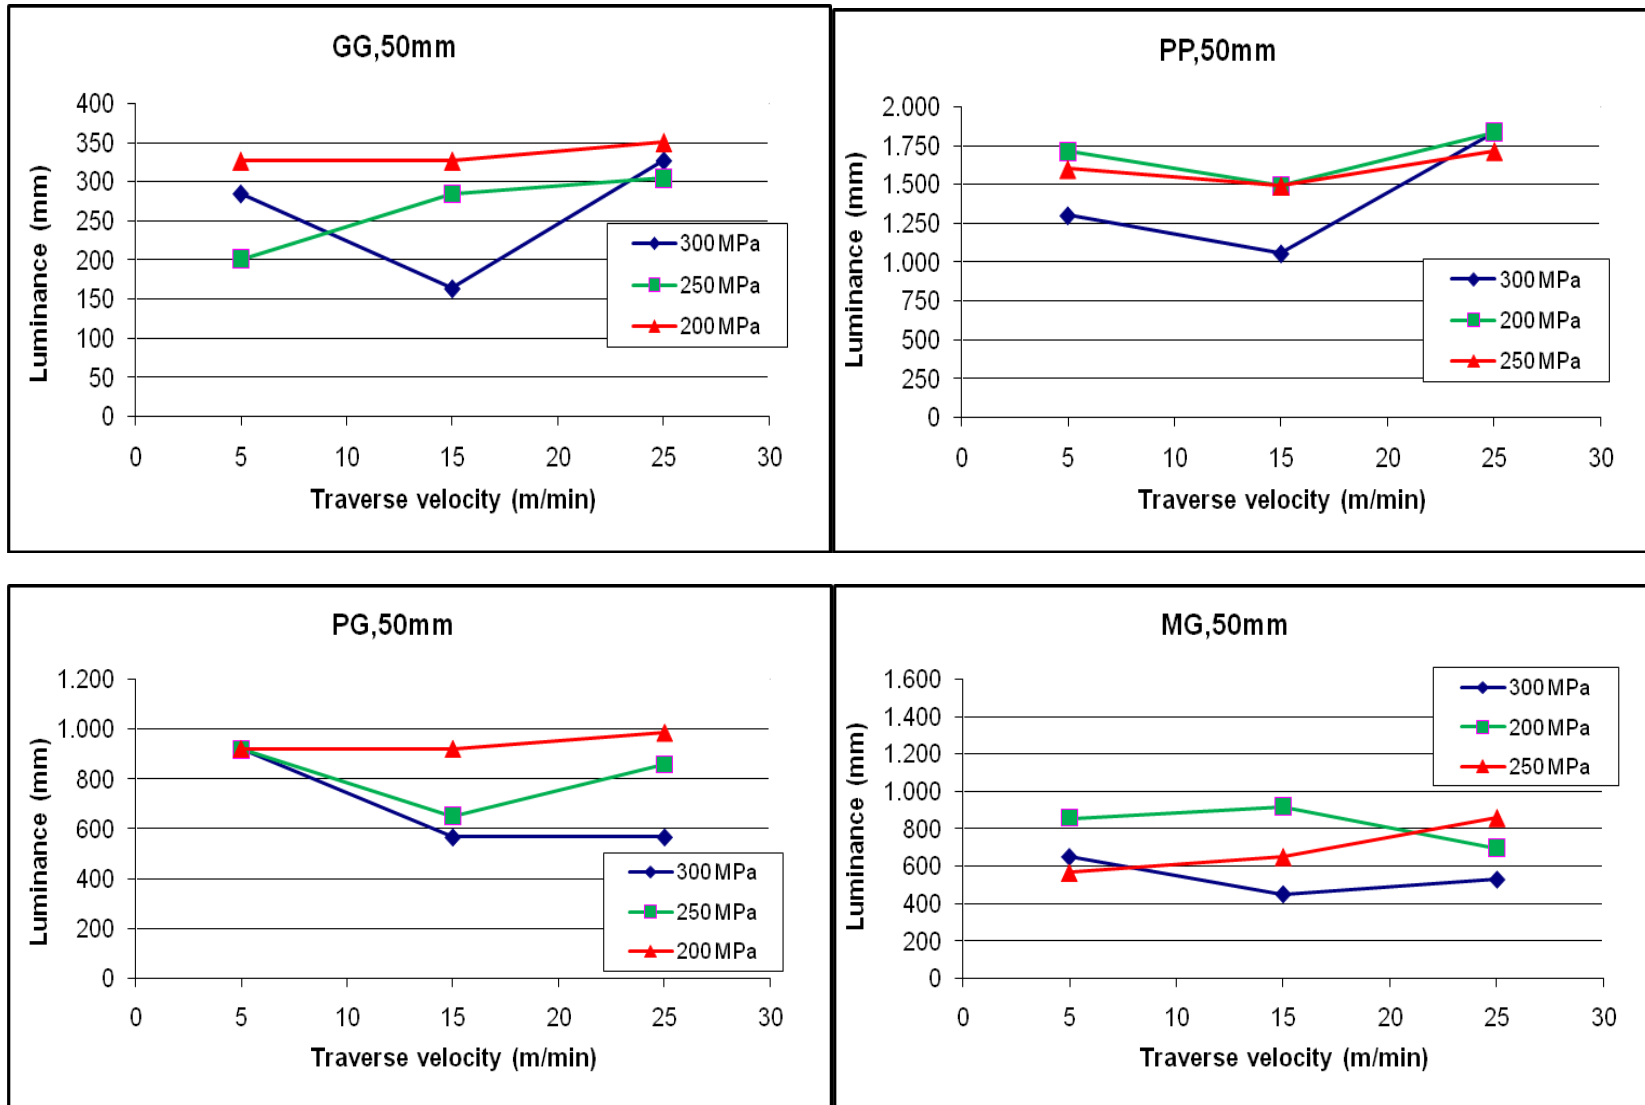 GG,50mm
400
350
300
250
200
150
100
50
0
0 5 10 15 20 25 30
Luminance (mm)
Traverse velocity (m/min)
300 MPa
250 MPa
200 MPa
PP,50mm
2.000
1.750
1.500
1.250
1.000
750
500
250
0
0 5 10 15 20 25 30
Luminance (mm)
Traverse velocity (m/min)
300 MPa
200 MPa
250 MPa
PG,50mm
1.200
1.000
800
600
400
200
0
0 5 10 15 20 25 30
Luminance (mm)
Traverse velocity (m/min)
300 MPa
250 MPa
200 MPa
MG,50mm
1.600
1.400
1.200
1.000
800
600
400
200
0
0 5 10 15 20 25 30
Luminance (mm)
Traverse velocity (m/min)
300 MPa
200 MPa
250 MPa